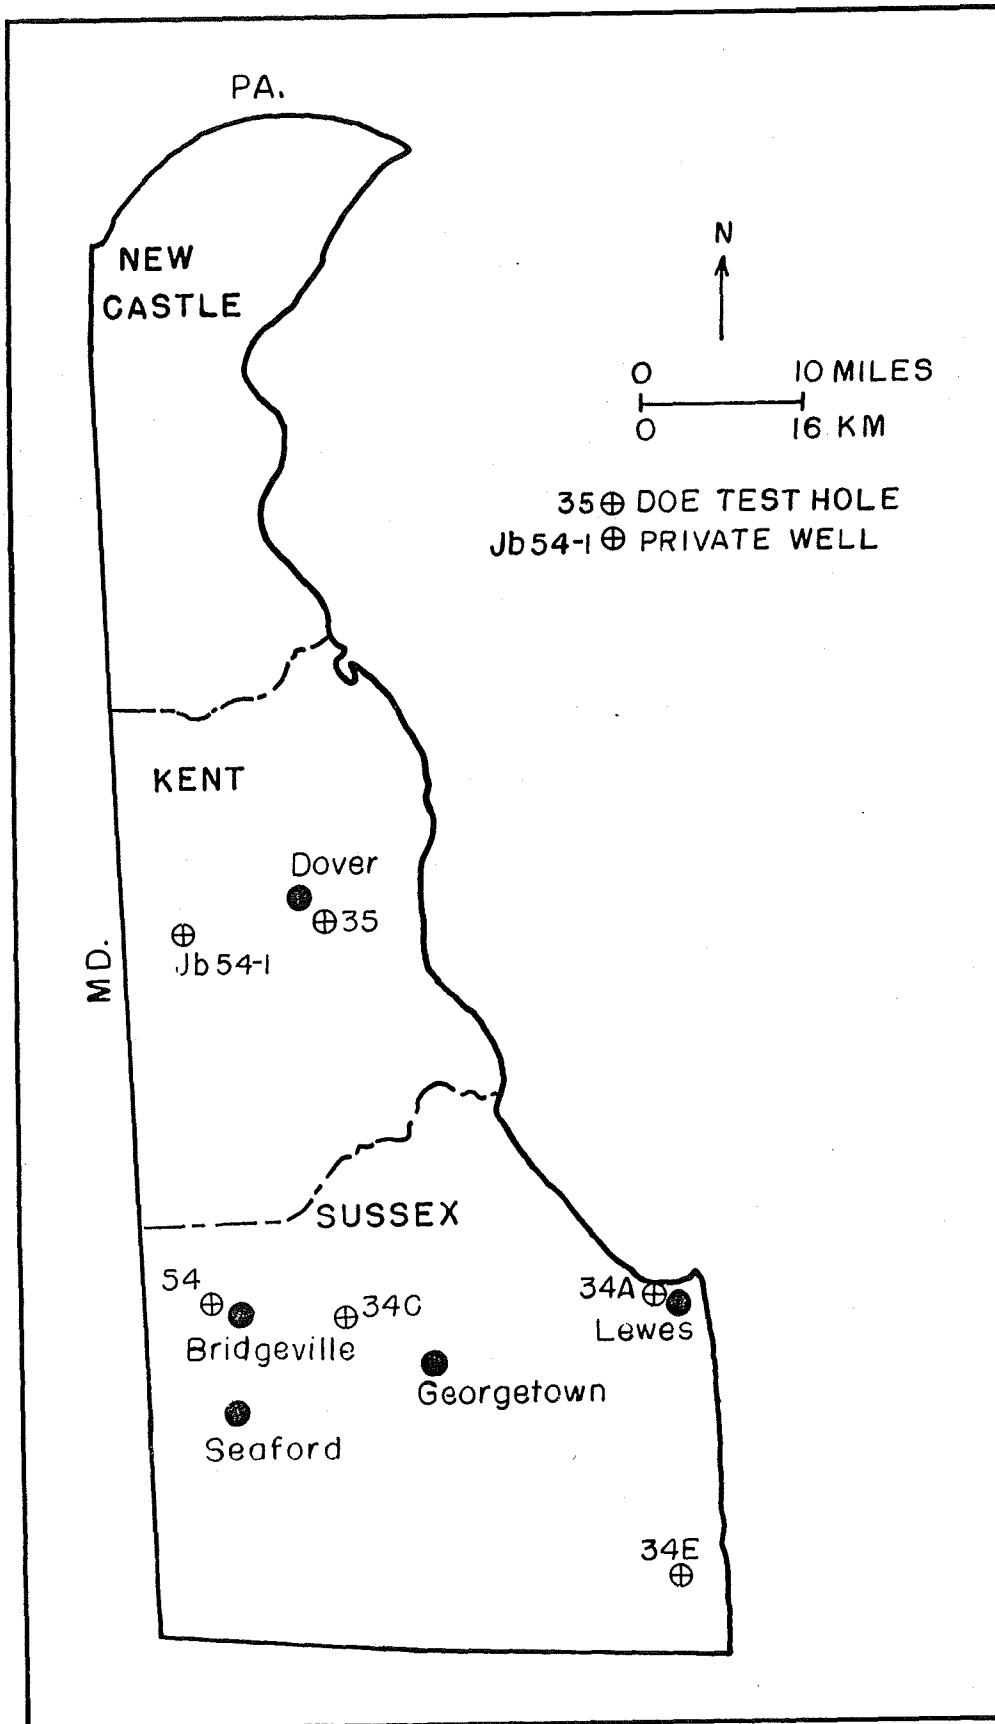 PA.
NEW
CASTLE
N
0 10 MILES
0 16 KM
35 DOE TEST HOLE
Jb54-1 PRIVATE WELL
KENT
Dover
35
Jb54-1
MD.
SUSSEX
54
34C
34A
Lewes
Bridgeville
Georgetown
Seaford
34E